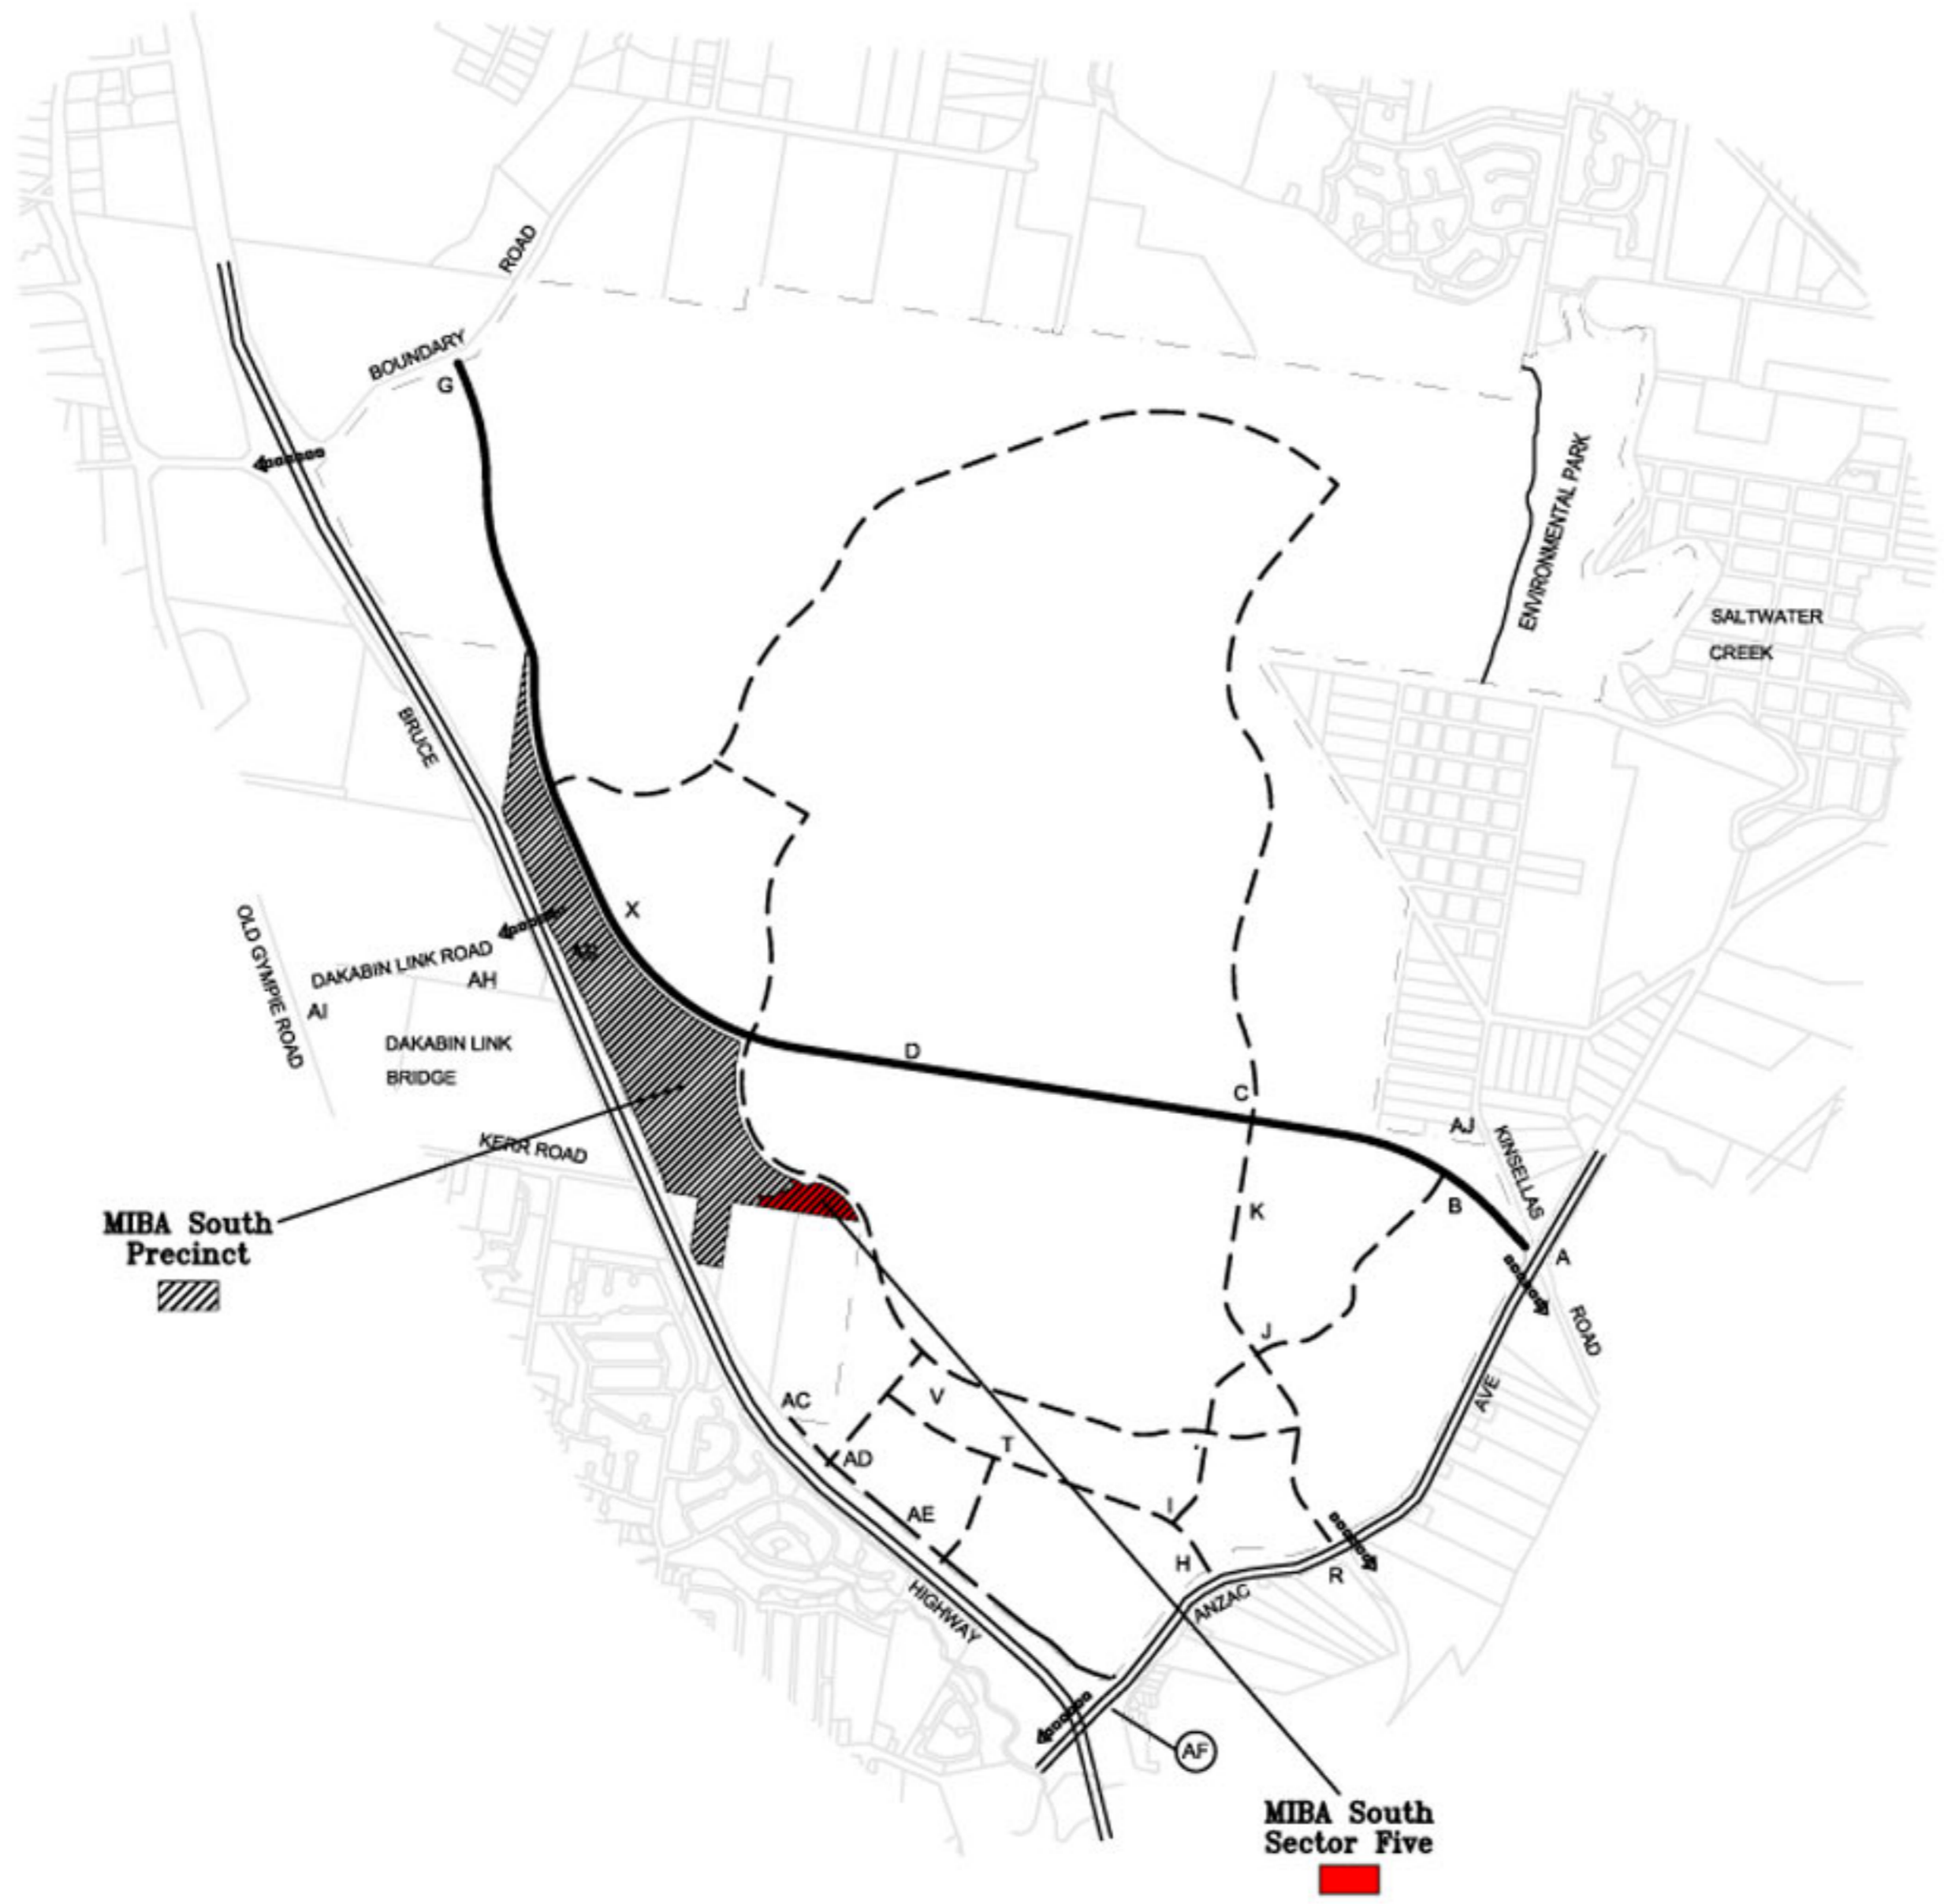 ROAD
BOUNDARY
G
ENVIRONMENTAL PARK
SALTWATER
CREEK
BRUCE
X
OLD GYMPIE ROAD
DAKABIN LINK ROAD
AH
AI
DAKABIN LINK
BRIDGE
D
C
AJ
KINSELLAS
KERR ROAD
MIBA South
Precinct
K
B
A
ROAD
J
AVE
AC
V
AD
T
AE
I
H
R
HIGHWAY
ANZAC
AF
MIBA South
Sector Five